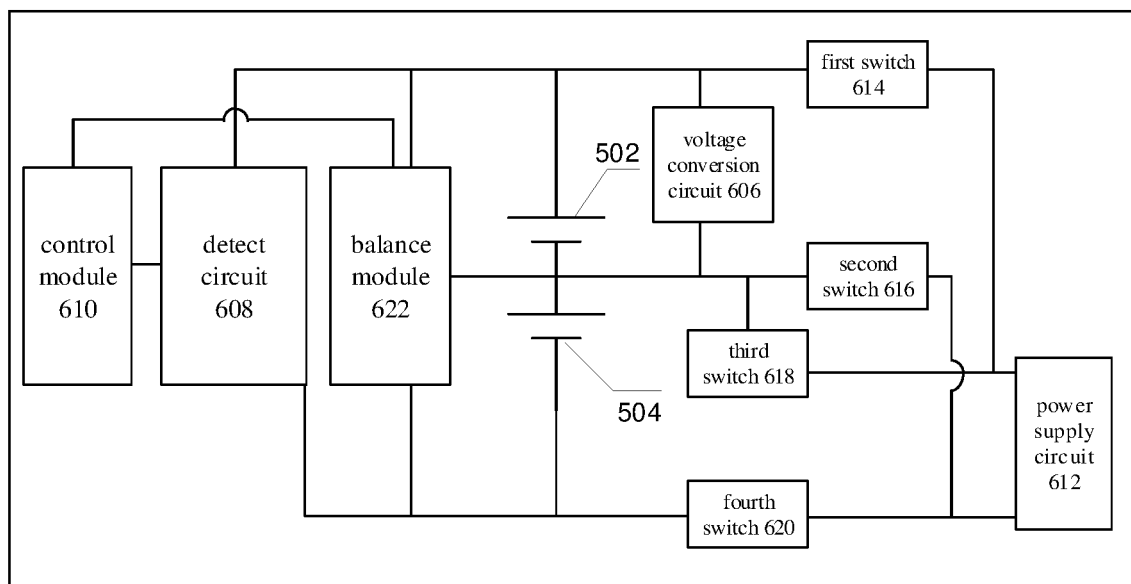 first switch
614
502
voltage
conversion
circuit 606
control
module
610
detect
circuit
608
balance
module
622
second
switch 616
third
switch 618
504
power
supply
circuit
612
fourth
switch 620